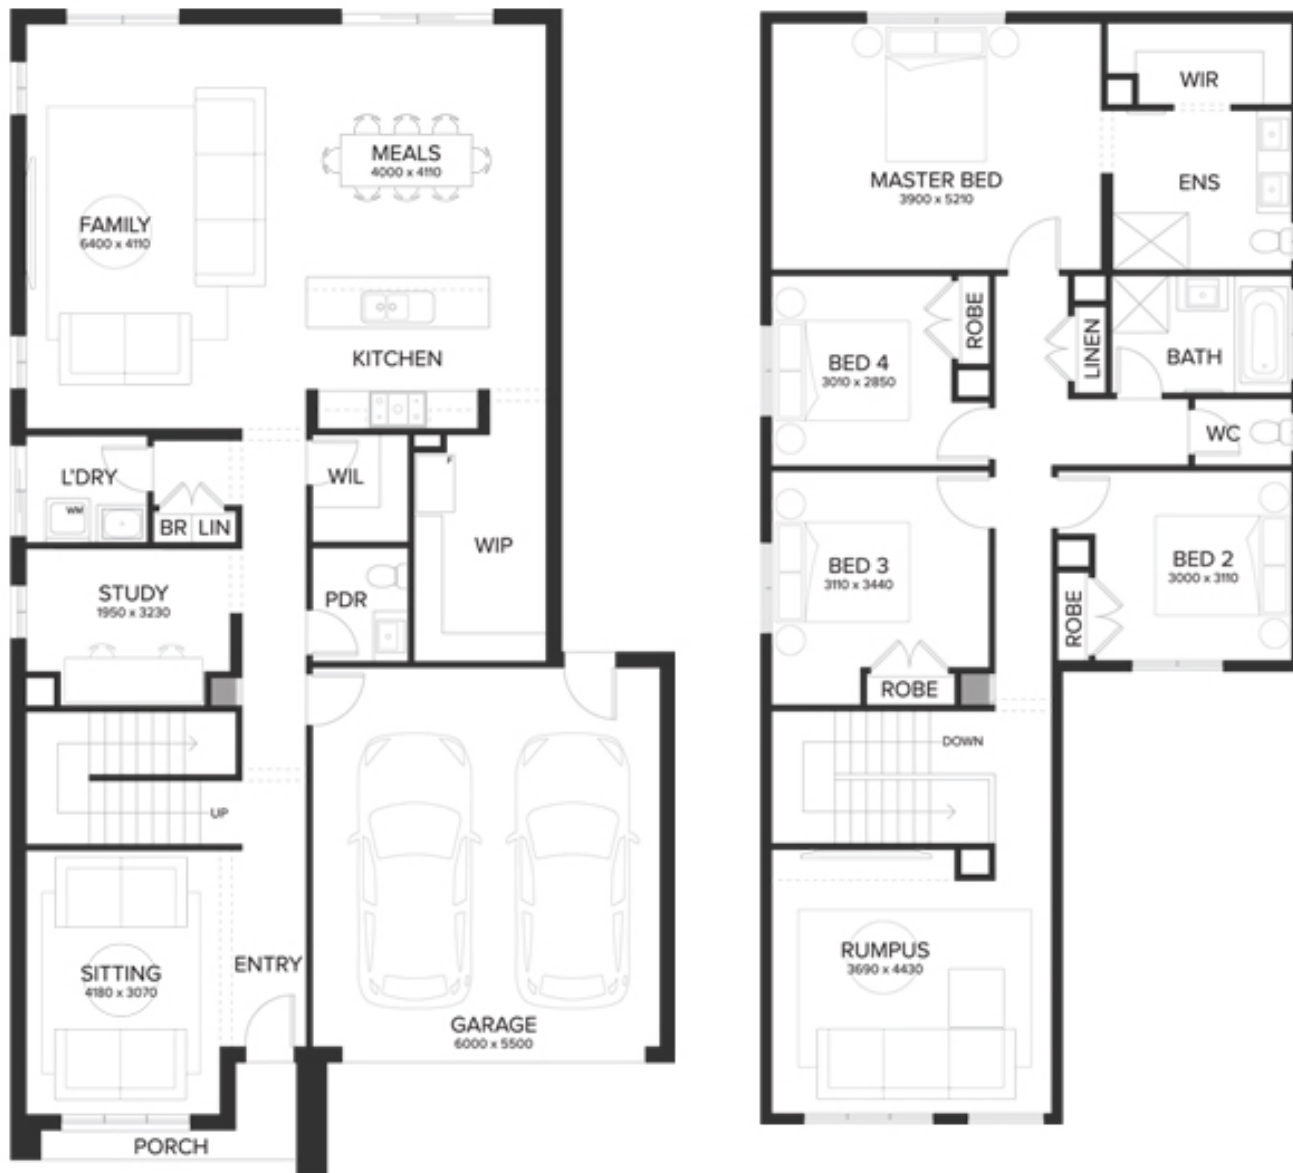 MEALS
4000 x 4110
FAMILY
6400 x 4110
KITCHEN
L'DRY
WM
BR
LIN
WIL
F
WIP
STUDY
1950 x 3230
PDR
UP
SITTING
4180 x 3070
ENTRY
GARAGE
6000 x 5500
PORCH
WIR
MASTER BED
3900 x 5210
ENS
ROBE
BED 4
3010 x 2850
LINEN
BATH
WC
BED 3
3110 x 3440
BED 2
3000 x 3110
ROBE
ROBE
DOWN
RUMPUS
3690 x 4430